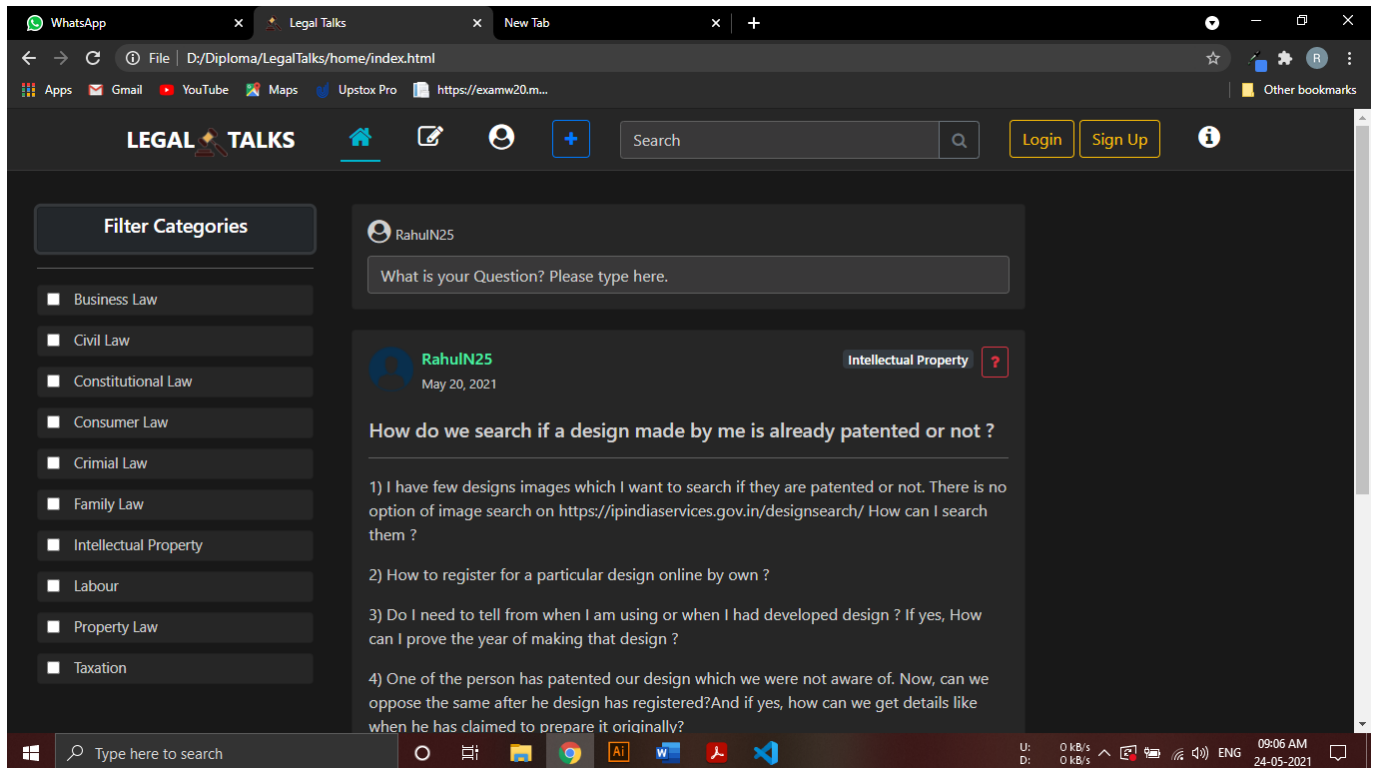 WhatsApp
Legal Talks
New Tab
File D:/Diploma/LegalTalks/home/index.html
R
Apps Gmail YouTube Maps Upstox Pro https://examw20.m... Other bookmarks
LEGAL TALKS
Search
Login Sign Up
Filter Categories
Business Law
Civil Law
Constitutional Law
Consumer Law
Crimial Law
Family Law
Intellectual Property
Labour
Property Law
Taxation
RahulN25
What is your Question? Please type here.
RahulN25
May 20, 2021
Intellectual Property ?
How do we search if a design made by me is already patented or not ?
1) I have few designs images which I want to search if they are patented or not. There is no
option of image search on https://ipindiaservices.gov.in/designsearch/ How can I search
them ?
2) How to register for a particular design online by own ?
3) Do I need to tell from when I am using or when I had developed design ? If yes, How
can I prove the year of making that design ?
4) One of the person has patented our design which we were not aware of. Now, can we
oppose the same after he design has registered?And if yes, how can we get details like
when he has claimed to prepare it originally?
Type here to search
Ai
W
U: 0 kB/s
D: 0 kB/s
ENG
09:06 AM
24-05-2021